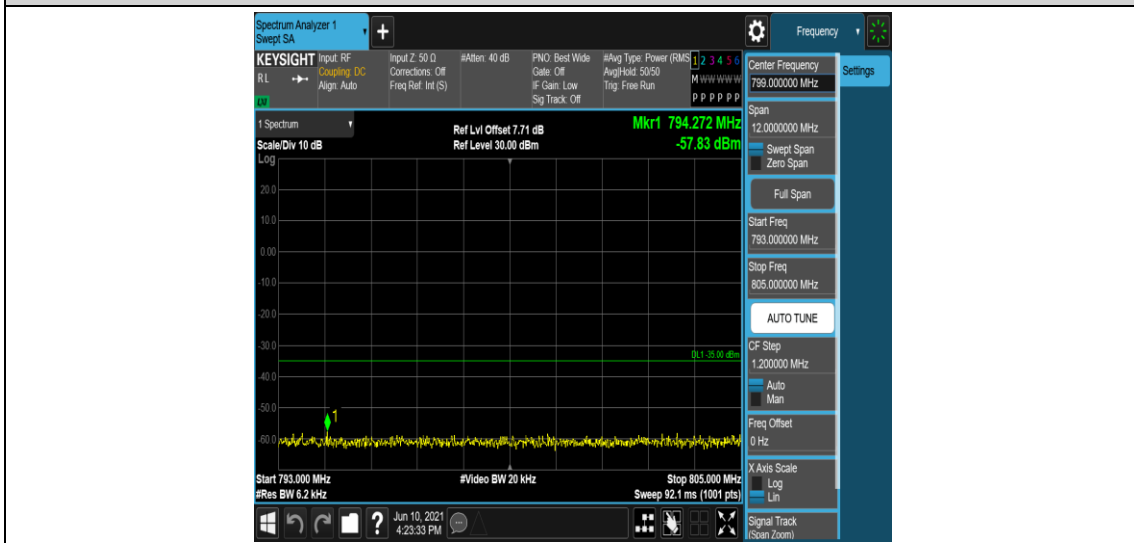 Spectrum Analyzer 1
Swept SA
+
Frequency
KEYSIGHT
RL
LNI
Input: RF
Coupling: DC
Align: Auto
Input Z: 50 Ω
Corrections: Off
Freq Ref: Int (S)
#Atten: 40 dB
PNO: Best Wide
Gate: Off
IF Gain: Low
Sig Track: Off
#Avg Type: Power (RMS
Avg|Hold: 50/50
Trig: Free Run
1 2 3 4 5 6
M W W W W W
P P P P P P
1 Spectrum
Scale/Div 10 dB
Ref Lvl Offset 7.71 dB
Ref Level 30.00 dBm
Mkr1 794.272 MHz
-57.83 dBm
Log
20.0
10.0
0.00
-10.0
-20.0
-30.0
DL1 -35.00 dBm
-40.0
-50.0
1
-60.0
Start 793.000 MHz
#Res BW 6.2 kHz
#Video BW 20 kHz
Stop 805.000 MHz
Sweep 92.1 ms (1001 pts)
?
Jun 10, 2021
4:23:33 PM
Center Frequency
799.000000 MHz
Settings
Span
12.0000000 MHz
Swept Span
Zero Span
Full Span
Start Freq
793.000000 MHz
Stop Freq
805.000000 MHz
AUTO TUNE
CF Step
1.200000 MHz
Auto
Man
Freq Offset
0 Hz
X Axis Scale
Log
Lin
Signal Track
(Span Zoom)